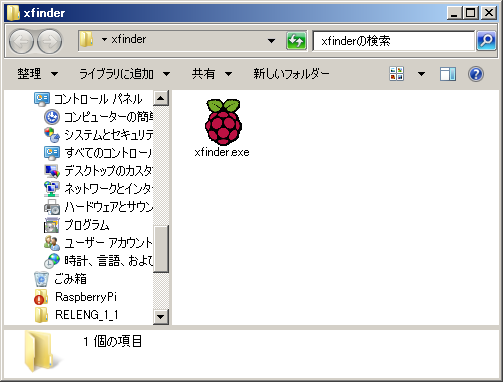 xfinder
xfinder
xfinderの検索
整理 ライブラリに追加 共有 新しいフォルダー
コントロール パネル
コンピューターの簡単
システムとセキュリテ
すべてのコントロール
デスクトップのカスタ
ネットワークとインタ
ハードウェアとサウン
プログラム
ユーザー アカウント
時計、言語、および
ごみ箱
RaspberryPi
RELENG_1_1
xfinder.exe
1 個の項目